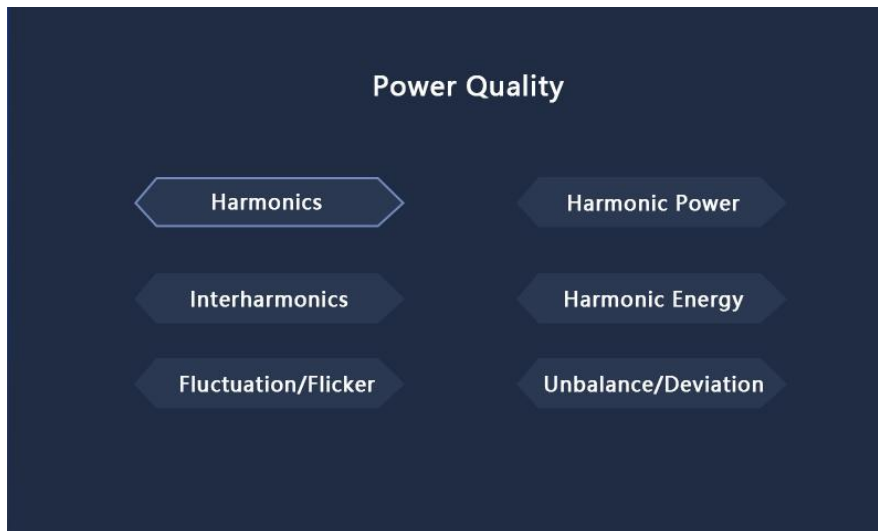 Power Quality
Harmonics
Harmonic Power
Interharmonics
Harmonic Energy
Fluctuation/Flicker
Unbalance/Deviation